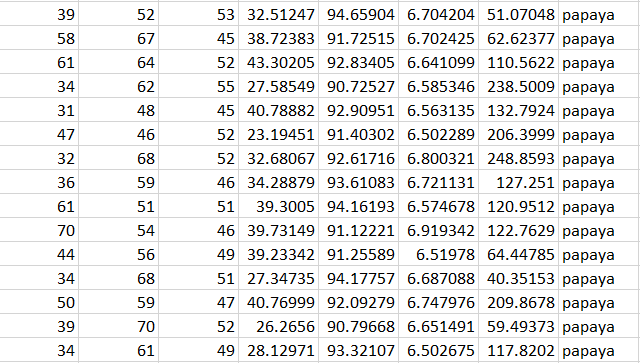 39 52 53 32.51247 94.65904 6.704204 51.07048 papaya
58 67 45 38.72383 91.72515 6.702425 62.62377 papaya
61 64 52 43.30205 92.83405 6.641099 110.5622 papaya
34 62 55 27.58549 90.72527 6.585346 238.5009 papaya
31 48 45 40.78882 92.90951 6.563135 132.7924 papaya
47 46 52 23.19451 91.40302 6.502289 206.3999 papaya
32 68 52 32.68067 92.61716 6.800321 248.8593 papaya
36 59 46 34.28879 93.61083 6.721131 127.251 papaya
61 51 51 39.3005 94.16193 6.574678 120.9512 papaya
70 54 46 39.73149 91.12221 6.919342 122.7629 papaya
44 56 49 39.23342 91.25589 6.51978 64.44785 papaya
34 68 51 27.34735 94.17757 6.687088 40.35153 papaya
50 59 47 40.76999 92.09279 6.747976 209.8678 papaya
39 70 52 26.2656 90.79668 6.651491 59.49373 papaya
34 61 49 28.12971 93.32107 6.502675 117.8202 papaya